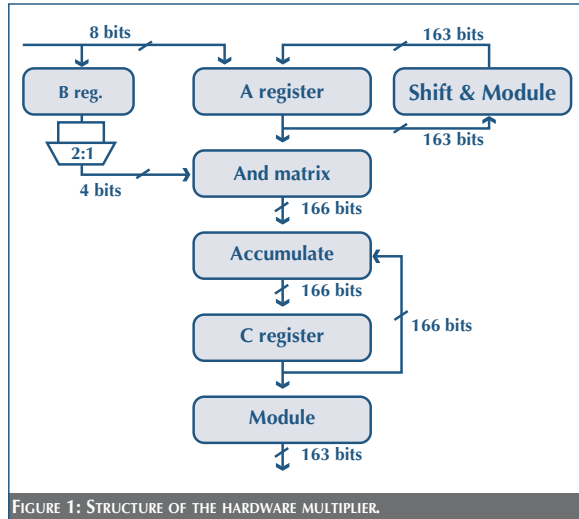 8 bits
163 bits
B reg.
A register
Shift & Module
2:1
163 bits
4 bits
And matrix
166 bits
Accumulate
166 bits
166 bits
C register
Module
163 bits
FIGURE 1: STRUCTURE OF THE HARDWARE MULTIPLIER.